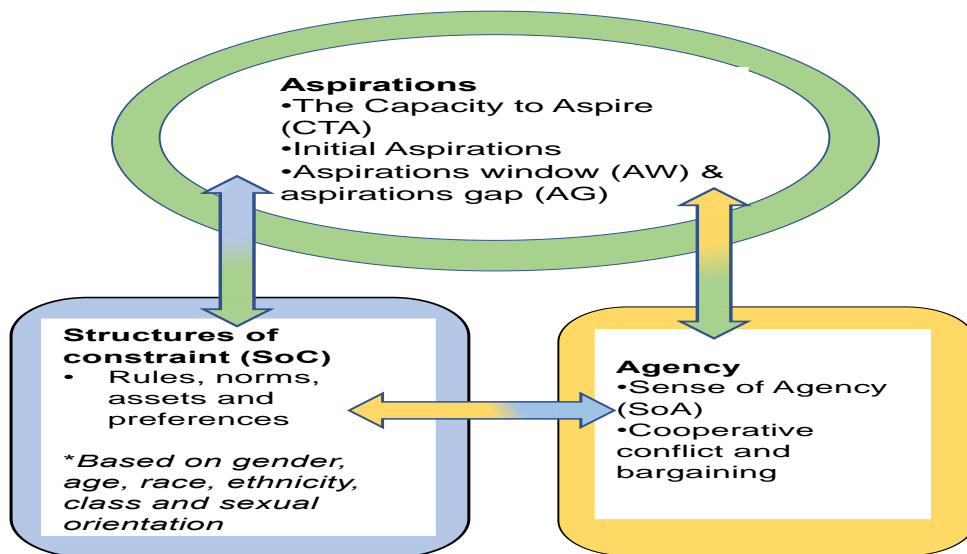 Aspirations
•The Capacity to Aspire
(CTA)
•Initial Aspirations
•Aspirations window (AW) &
aspirations gap (AG)
Structures of
constraint (SoC)
• Rules, norms,
assets and
preferences
*Based on gender,
age, race, ethnicity,
class and sexual
orientation
Agency
•Sense of Agency
(SoA)
•Cooperative
conflict and
bargaining